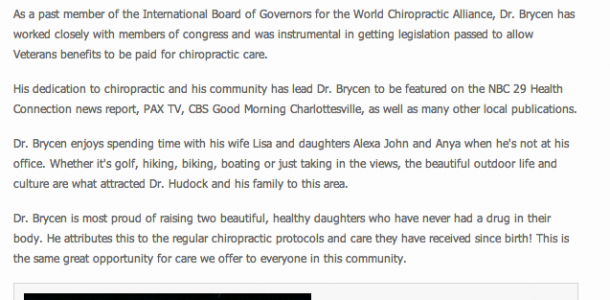 As a past member of the International Board of Governors for the World Chiropractic Alliance, Dr. Brycen has
worked closely with members of congress and was instrumental in getting legislation passed to allow
Veterans benefits to be paid for chiropractic care.
His dedication to chiropractic and his community has lead Dr. Brycen to be featured on the NBC 29 Health
Connection news report, PAX TV, CBS Good Morning Charlottesville, as well as many other local publications.
Dr. Brycen enjoys spending time with his wife Lisa and daughters Alexa John and Anya when he's not at his
office. Whether it's golf, hiking, biking, boating or just taking in the views, the beautiful outdoor life and
culture are what attracted Dr. Hudock and his family to this area.
Dr. Brycen is most proud of raising two beautiful, healthy daughters who have never had a drug in their
body. He attributes this to the regular chiropractic protocols and care they have received since birth! This is
the same great opportunity for care we offer to everyone in this community.